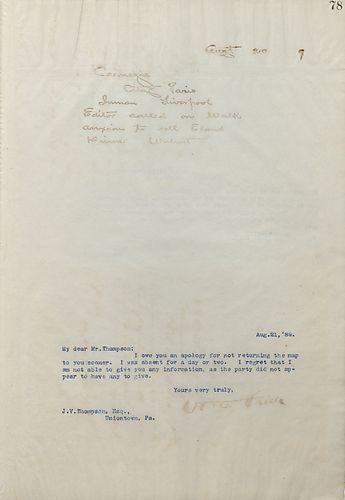 78
Augt 20 9
Carnegie
Paris
Inman Liverpool
Editor called on Walk
anxious to sell
My dear Mr.Thompson:
Aug.21,'89.
I owe you an apology for not returning the map
to you sooner. I was absent for a day or two. I regret that I
am not able to give you any information, as the party did not ap-
pear to have any to give.
Yours very truly,
J.V.Thompson, Esq.,
Uniontown, Pa.